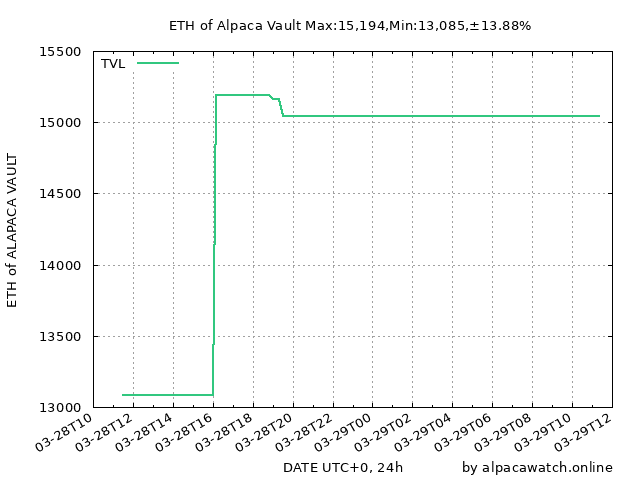 ETH of Alpaca Vault Max:15,194,Min:13,085,±13.88%
TVL
15500
15000
14500
14000
13500
13000
ETH of ALAPACA VAULT
03-28T10
03-28T12
03-28T14
03-28T16
03-28T18
03-28T20
03-28T22
03-29T00
03-29T02
03-29T04
03-29T06
03-29T08
03-29T10
03-29T12
DATE UTC+0, 24h
by alpacawatch.online